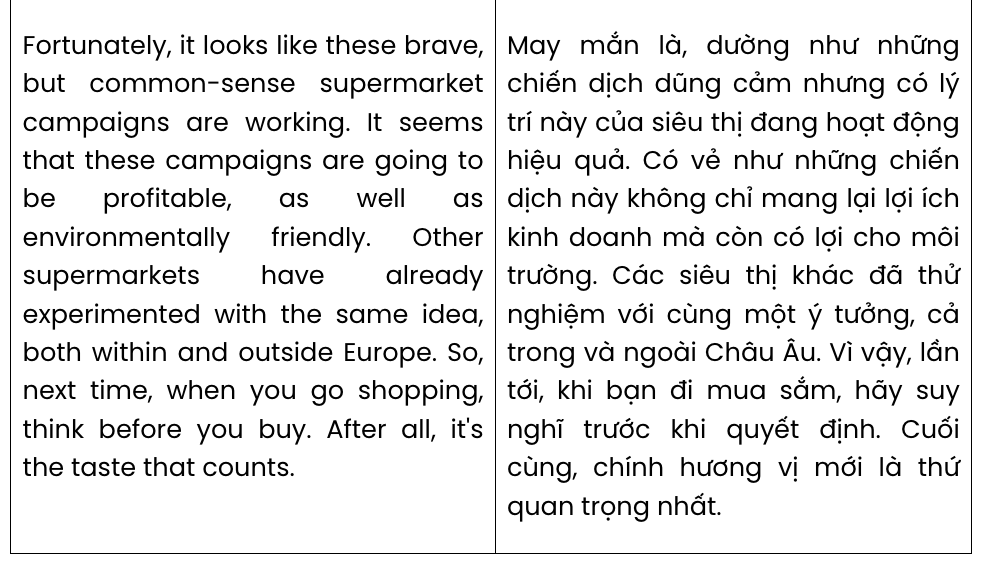 Fortunately, it looks like these brave,
but common-sense supermarket
campaigns are working. It seems
that these campaigns are going to
be profitable, as well as
environmentally friendly. Other
supermarkets have already
experimented with the same idea,
both within and outside Europe. So,
next time, when you go shopping,
think before you buy. After all, it's
the taste that counts.
May mắn là, dường như những
chiến dịch dũng cảm nhưng có lý
trí này của siêu thị đang hoạt động
hiệu quả. Có vẻ như những chiến
dịch này không chỉ mang lại lợi ích
kinh doanh mà còn có lợi cho môi
trường. Các siêu thị khác đã thử
nghiệm với cùng một ý tưởng, cả
trong và ngoài Châu Âu. Vì vậy, lần
tới, khi bạn đi mua sắm, hãy suy
nghĩ trước khi quyết định. Cuối
cùng, chính hương vị mới là thứ
quan trọng nhất.